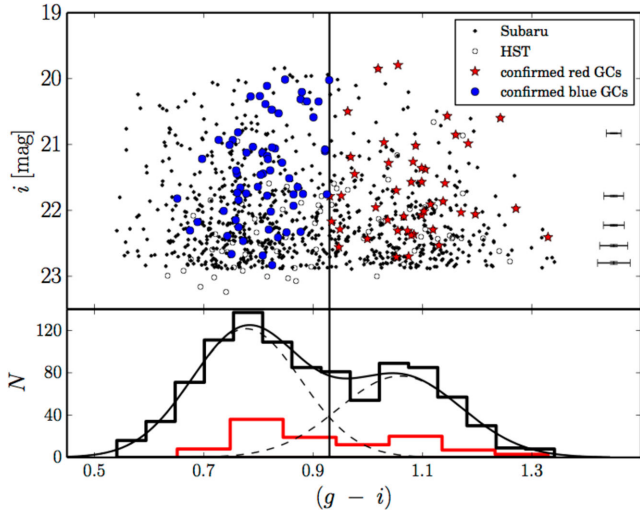 Subaru
HST
confirmed red GCs
confirmed blue GCs
19
20
21
22
23
i [mag]
120
80
40
0
N
0.5 0.7 0.9 1.1 1.3
(g − i)